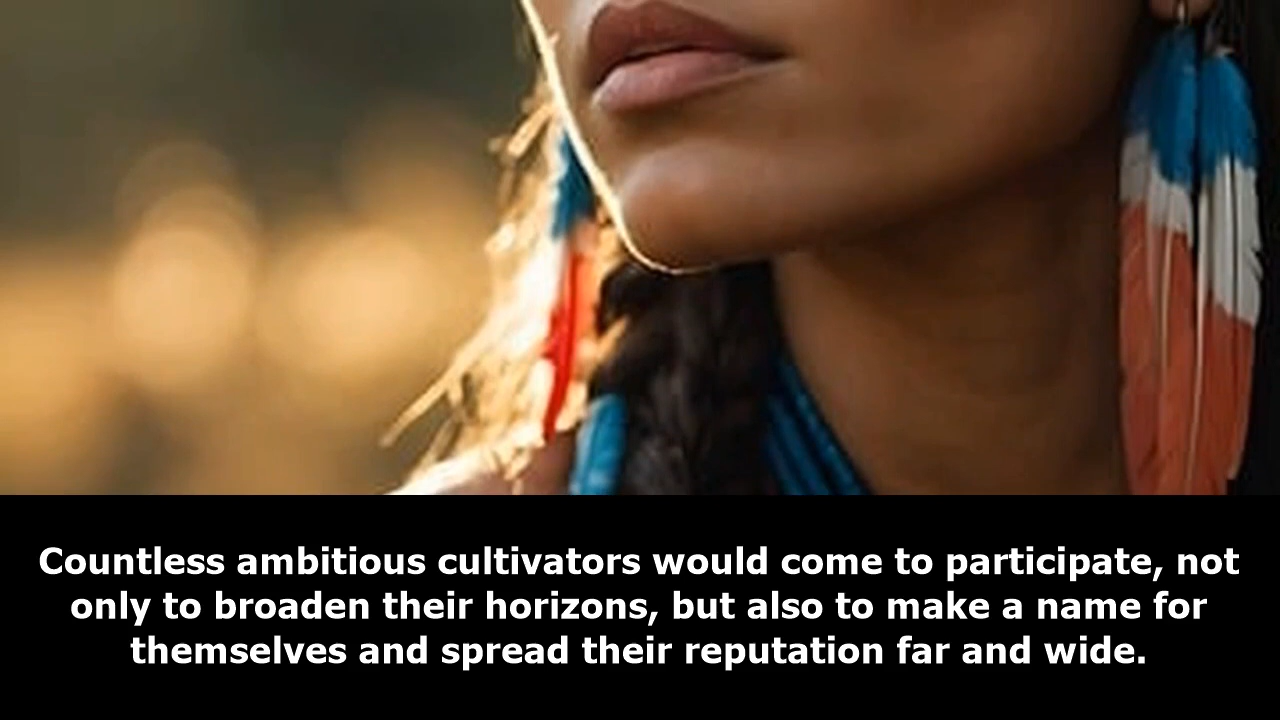 Countless ambitious cultivators would come to participate, not
only to broaden their horizons, but also to make a name for
themselves and spread their reputation far and wide.